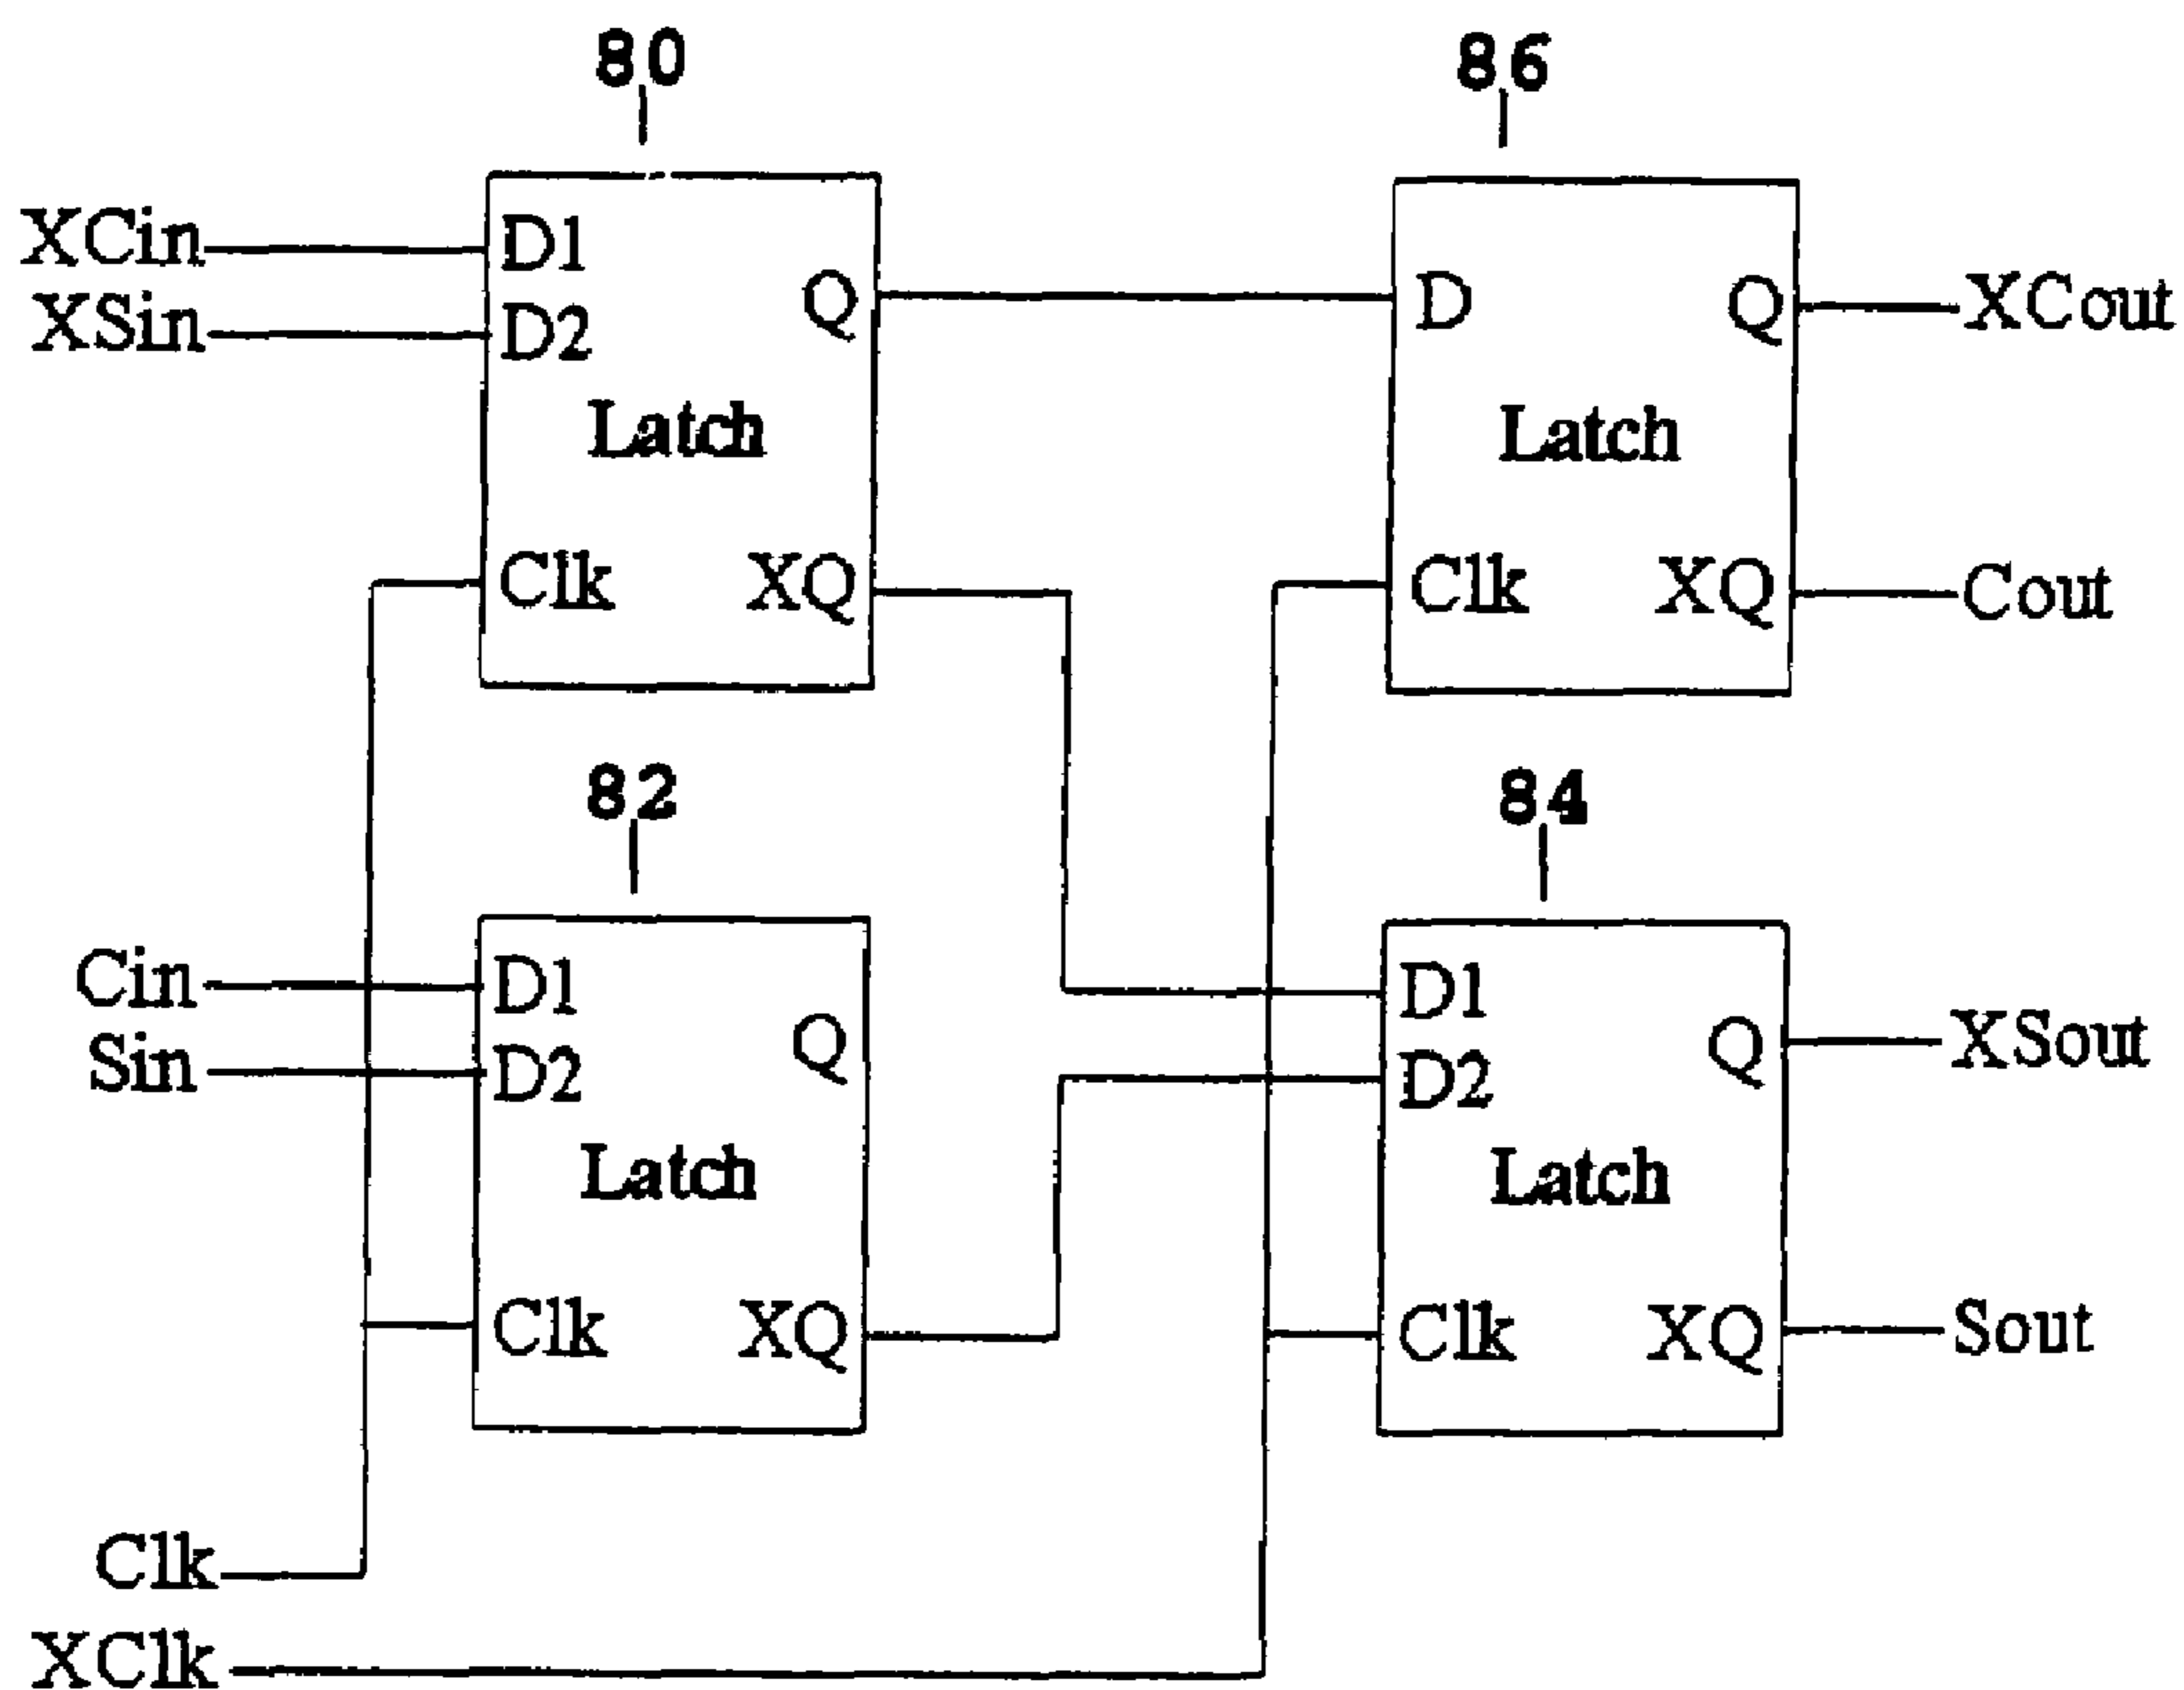 80
86
XCin
XSin
D1
D2
Q
Latch
Clk
XQ
D
Q
Latch
Clk
XQ
XCout
Cout
82
84
Cin
Sin
D1
D2
Q
Latch
Clk
XQ
D1
D2
Q
Latch
Clk
XQ
XSout
Sout
Clk
XClk